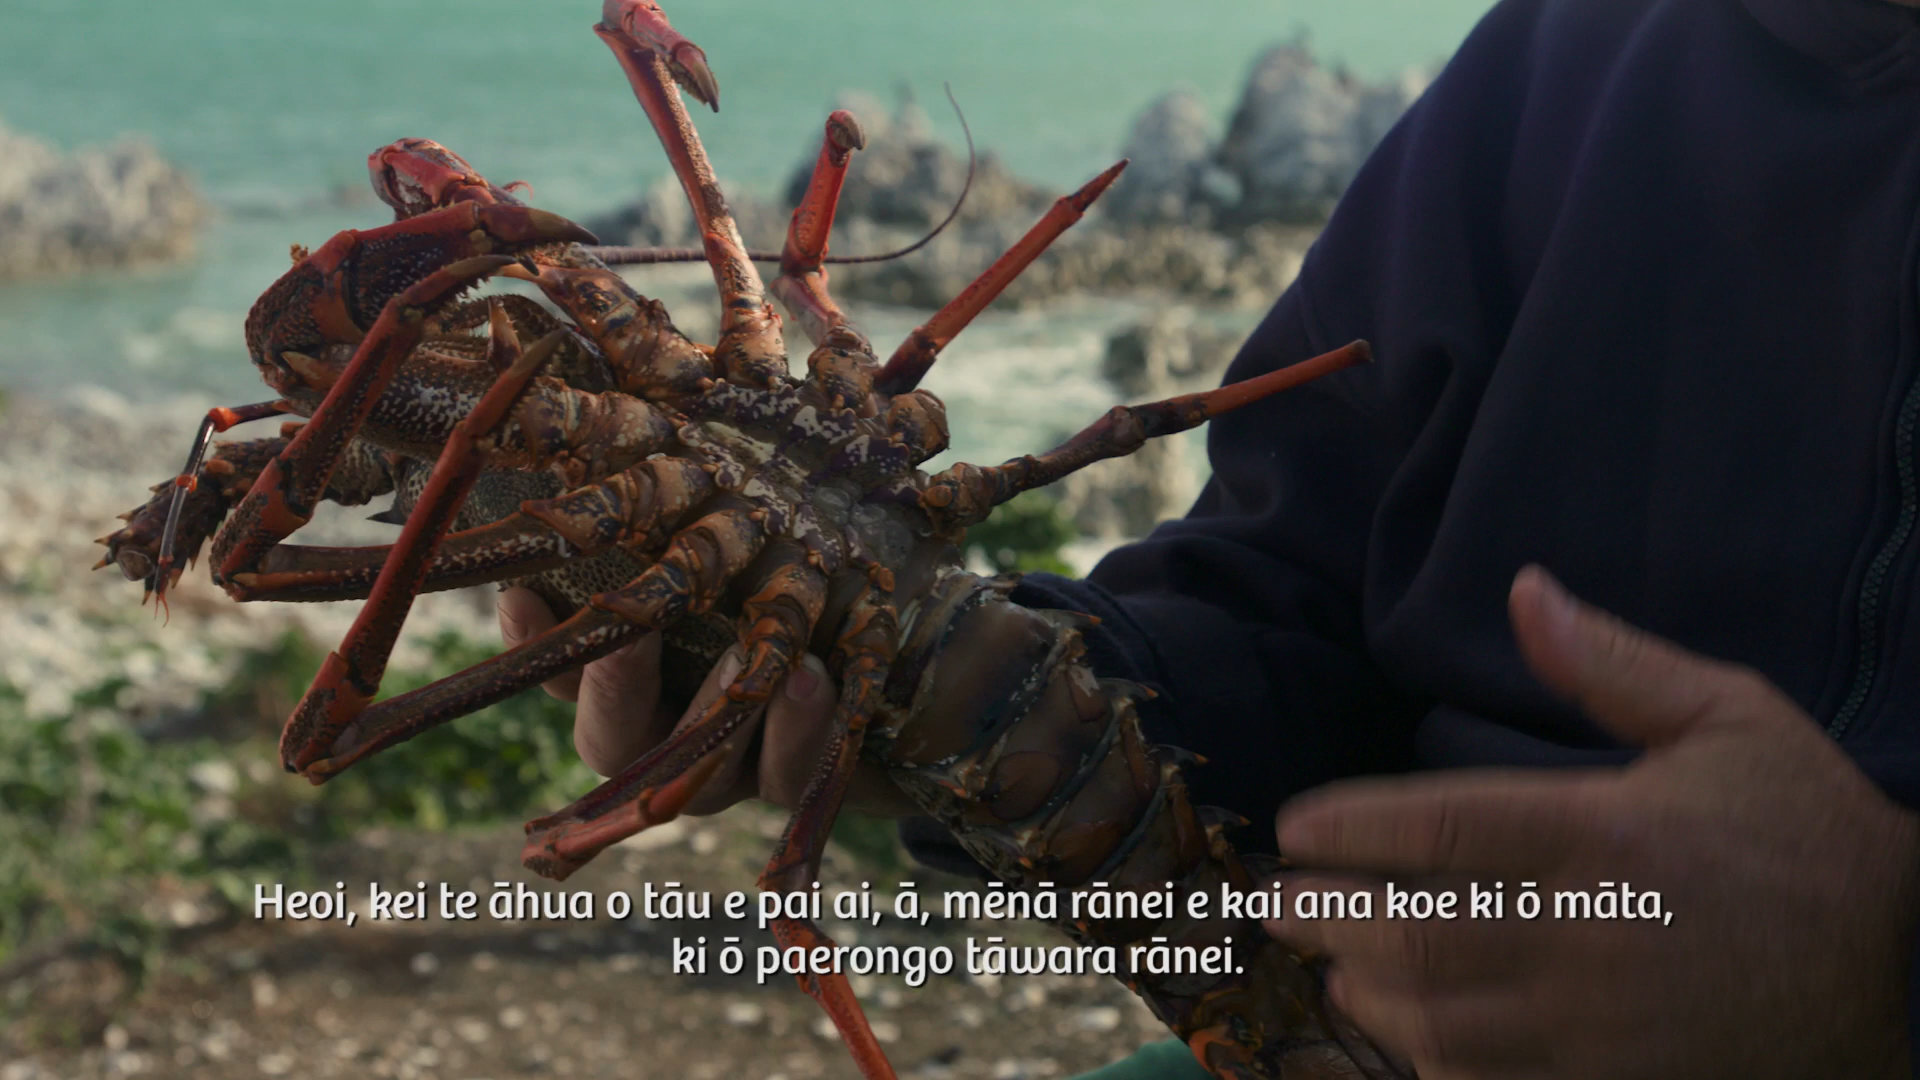 Heoi, kei te āhua o tāu e pai ai, ā, mēnā rānei e kai ana koe ki ō māta,
ki ō paerongo tāwara rānei.